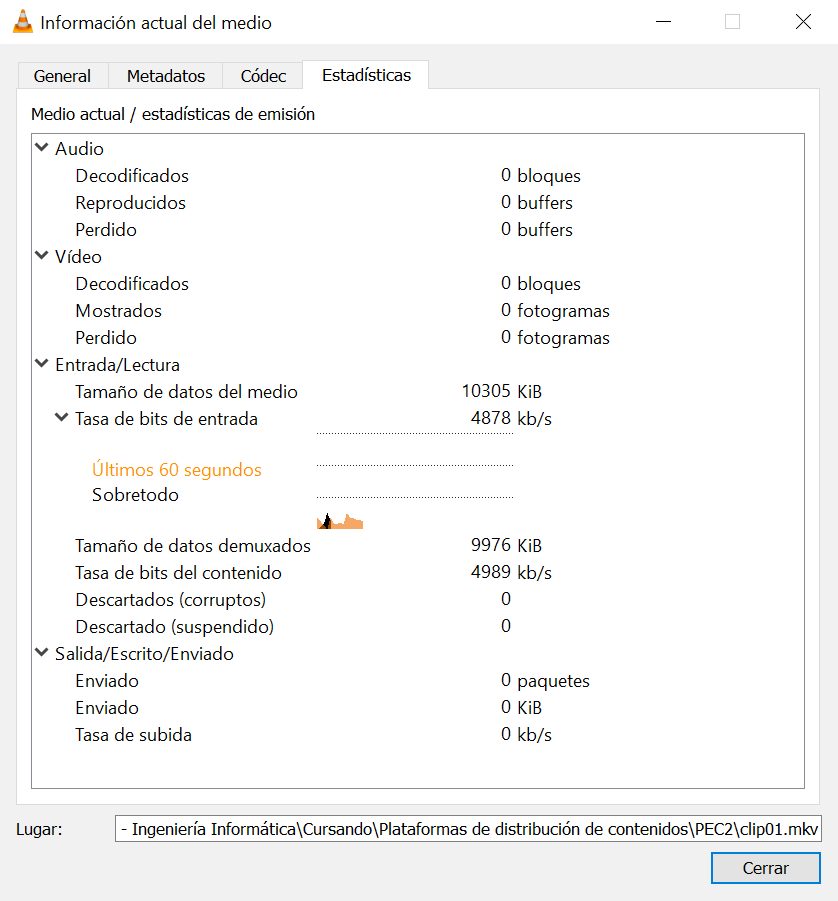 Información actual del medio
General Metadatos Códec Estadísticas
Medio actual / estadísticas de emisión
Audio
Decodificados 0 bloques
Reproducidos 0 buffers
Perdido 0 buffers
Vídeo
Decodificados 0 bloques
Mostrados 0 fotogramas
Perdido 0 fotogramas
Entrada/Lectura
Tamaño de datos del medio 10305 KiB
Tasa de bits de entrada 4878 kb/s
Últimos 60 segundos
Sobretodo
Tamaño de datos demuxados 9976 KiB
Tasa de bits del contenido 4989 kb/s
Descartados (corruptos) 0
Descartado (suspendido) 0
Salida/Escrito/Enviado
Enviado 0 paquetes
Enviado 0 KiB
Tasa de subida 0 kb/s
Lugar: - Ingeniería Informática\Cursando\Plataformas de distribución de contenidos\PEC2\clip01.mkv
Cerrar